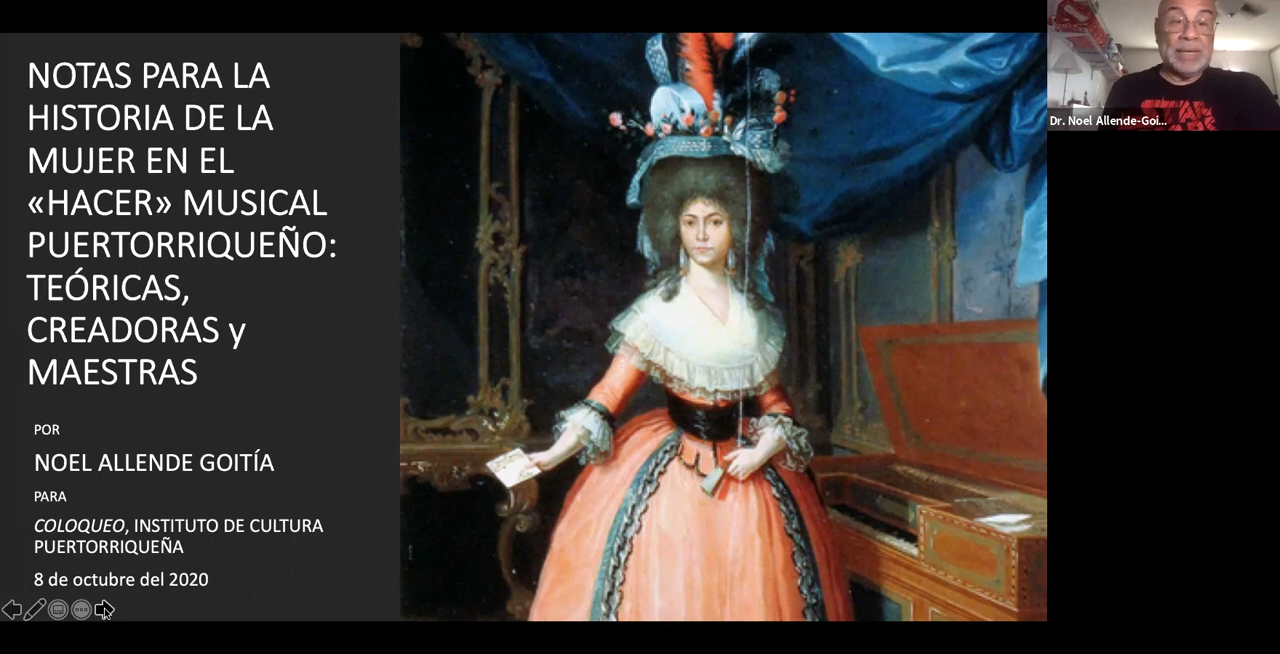 NOTAS PARA LA
HISTORIA DE LA
MUJER EN EL
«HACER» MUSICAL
PUERTORRIQUEÑO:
TEÓRICAS,
CREADORAS y
MAESTRAS
POR
NOEL ALLENDE GOITÍA
PARA
COLOQUEO, INSTITUTO DE CULTURA
PUERTORRIQUEÑA
8 de octubre del 2020
Dr. Noel Allende-Goi...